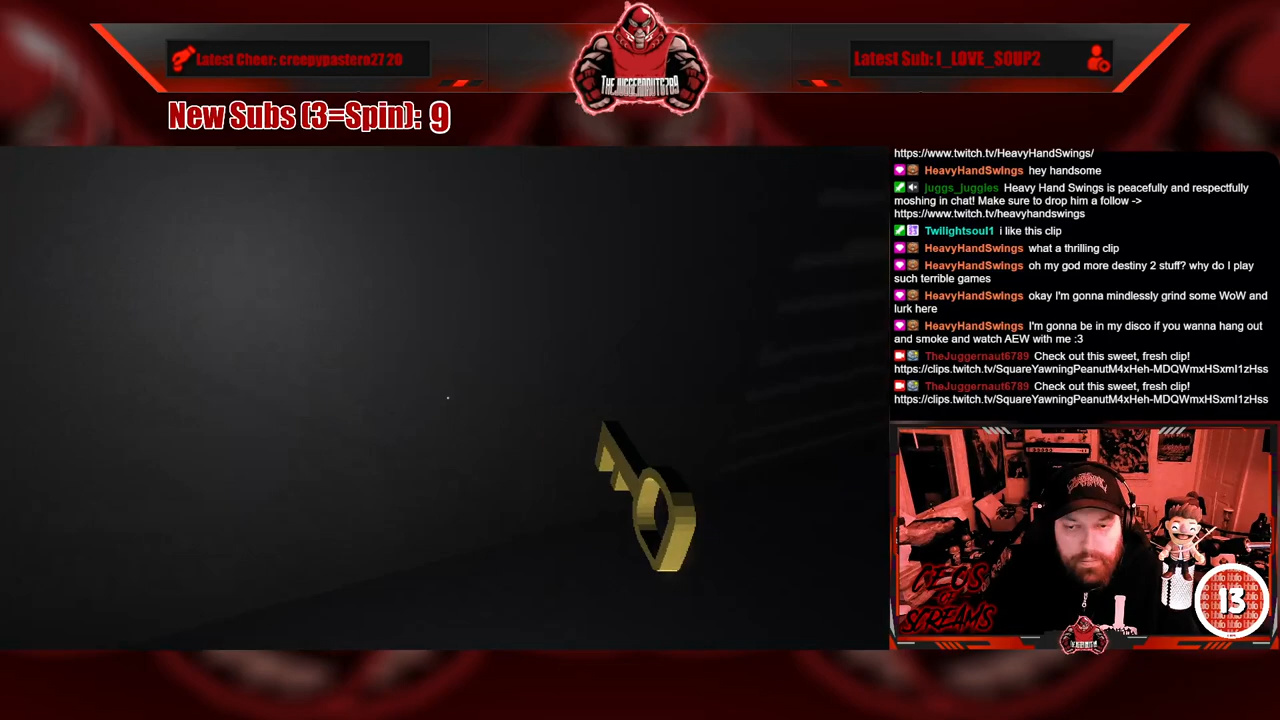 Latest Cheer: creepypastero27 20
THEJUGGERNAUT6789
Latest Sub: I_LOVE_SOUP2
New Subs (3=Spin): 9
https://www.twitch.tv/HeavyHandSwings/
HeavyHandSwings hey handsome
juggs_juggles Heavy Hand Swings is peacefully and respectfully
moshing in chat! Make sure to drop him a follow ->
https://www.twitch.tv/heavyhandswings
Twilightsoul1 i like this clip
HeavyHandSwings what a thrilling clip
HeavyHandSwings oh my god more destiny 2 stuff? why do I play
such terrible games
HeavyHandSwings okay I'm gonna mindlessly grind some WoW and
lurk here
HeavyHandSwings I'm gonna be in my disco if you wanna hang out
and smoke and watch AEW with me :3
TheJuggernaut6789 Check out this sweet, fresh clip!
https://clips.twitch.tv/SquareYawningPeanutM4xHeh-MDQWmxHSxmI1zHss
TheJuggernaut6789 Check out this sweet, fresh clip!
https://clips.twitch.tv/SquareYawningPeanutM4xHeh-MDQWmxHSxmI1zHss
SCREAMS
13